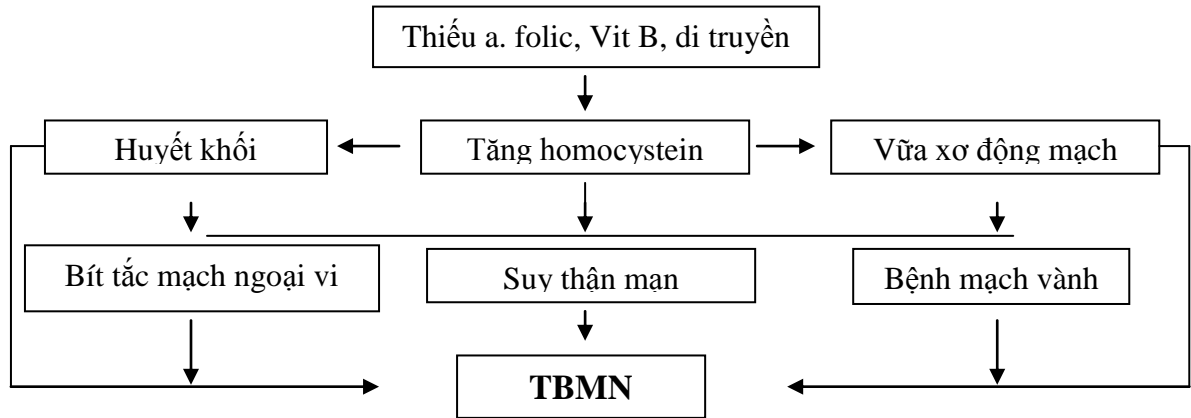 Thiếu a. folic, Vit B, di truyền
Huyết khối
Tăng homocystein
Vữa xơ động mạch
Bít tắc mạch ngoại vi
Suy thận mạn
Bệnh mạch vành
TBMN